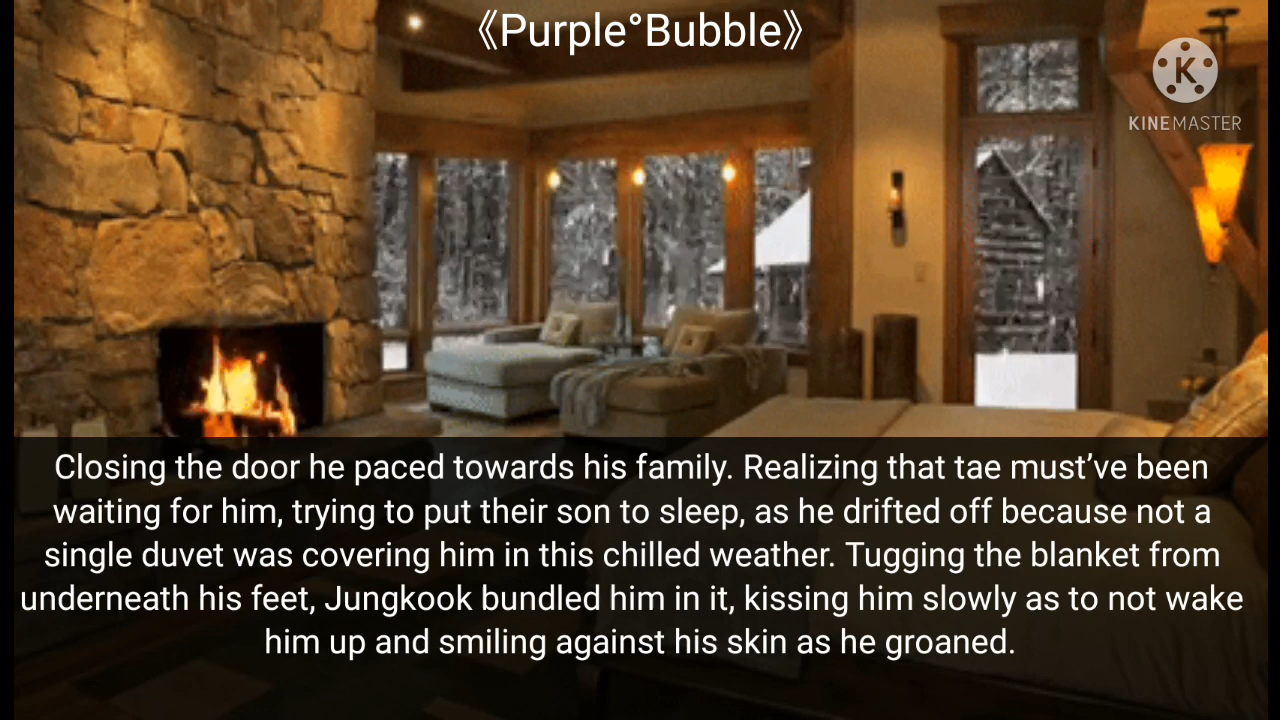 《Purple°Bubble》
K
KINEMASTER
Closing the door he paced towards his family. Realizing that tae must’ve been
waiting for him, trying to put their son to sleep, as he drifted off because not a
single duvet was covering him in this chilled weather. Tugging the blanket from
underneath his feet, Jungkook bundled him in it, kissing him slowly as to not wake
him up and smiling against his skin as he groaned.